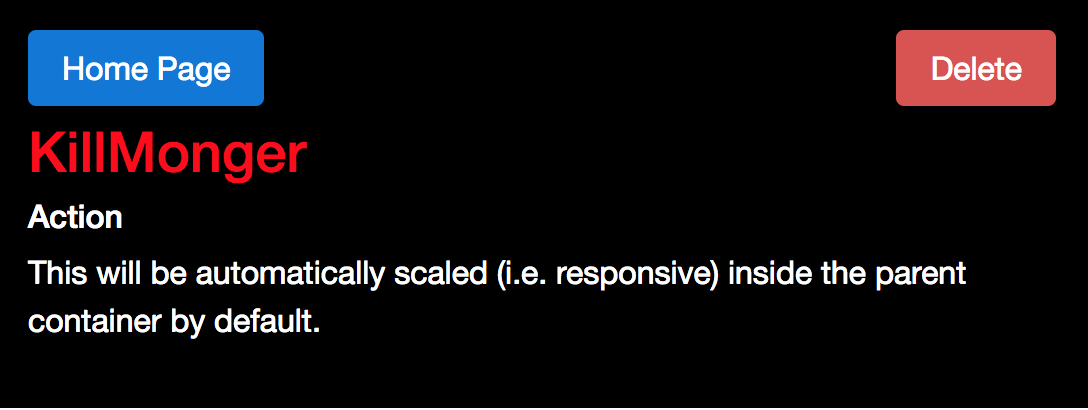 Home Page
Delete
KillMonger
Action
This will be automatically scaled (i.e. responsive) inside the parent
container by default.